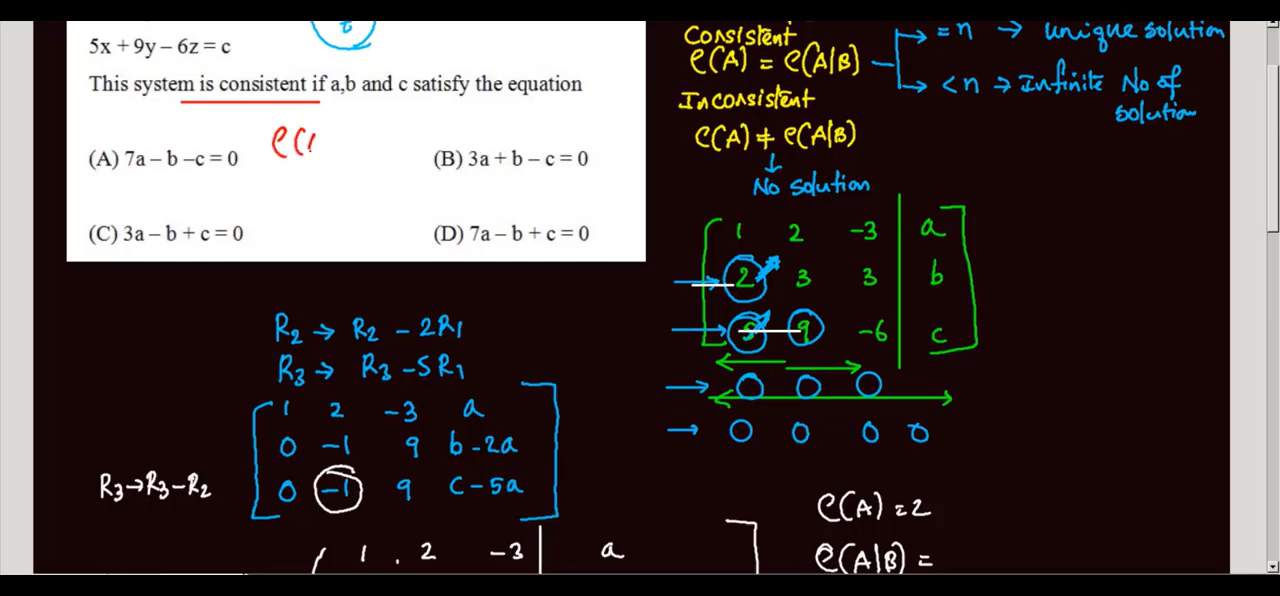 5x + 9y – 6z = c
This system is consistent if a,b and c satisfy the equation
(A) 7a – b –c = 0
(B) 3a + b – c = 0
(C) 3a – b + c = 0
(D) 7a – b + c = 0
ρ(
Consistent
ρ(A) = ρ(A|B)
= n → unique solution
< n → Infinite No of
solution
Inconsistent
ρ(A) ≠ ρ(A|B)
↓
No solution
1 2 -3 a
2 3 3 b
5 9 -6 c
→ 0 0 0
→ 0 0 0 0
R2 → R2 - 2R1
R3 → R3 - 5R1
1 2 -3 a
0 -1 9 b - 2a
0 -1 9 c - 5a
R3→R3-R2
1 2 -3 a
ρ(A) = 2
ρ(A|B) =